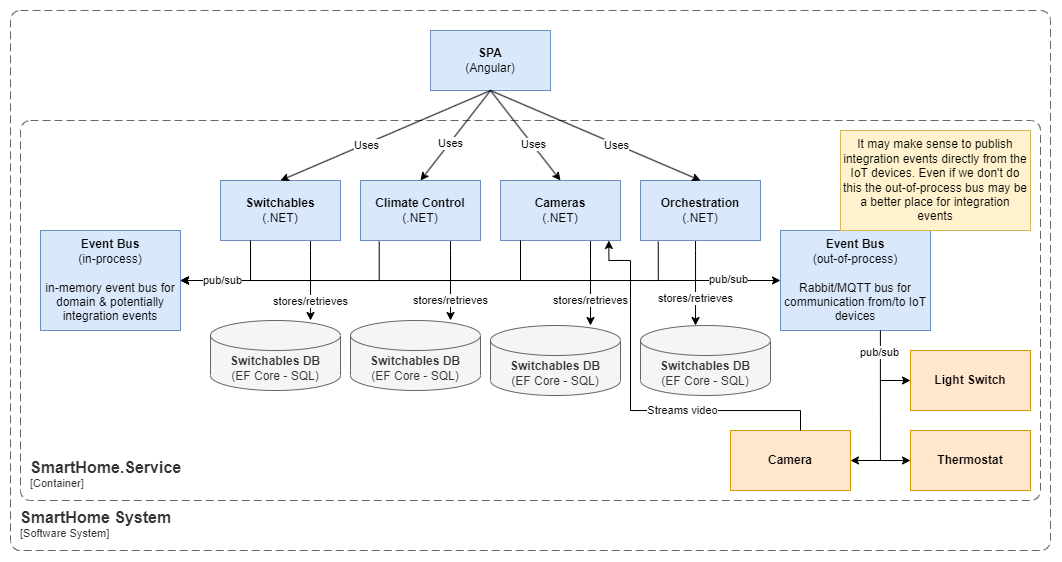 SPA
(Angular)
Uses
Uses
Uses
Uses
It may make sense to publish
integration events directly from the
IoT devices. Even if we don't do
this the out-of-process bus may be
a better place for integration
events
Switchables
(.NET)
Climate Control
(.NET)
Cameras
(.NET)
Orchestration
(.NET)
Event Bus
(in-process)
in-memory event bus for
domain & potentially
integration events
pub/sub
pub/sub
Event Bus
(out-of-process)
Rabbit/MQTT bus for
communication from/to IoT
devices
stores/retrieves
stores/retrieves
stores/retrieves
stores/retrieves
Switchables DB
(EF Core - SQL)
Switchables DB
(EF Core - SQL)
Switchables DB
(EF Core - SQL)
Switchables DB
(EF Core - SQL)
pub/sub
Light Switch
Streams video
Camera
Thermostat
SmartHome.Service
[Container]
SmartHome System
[Software System]